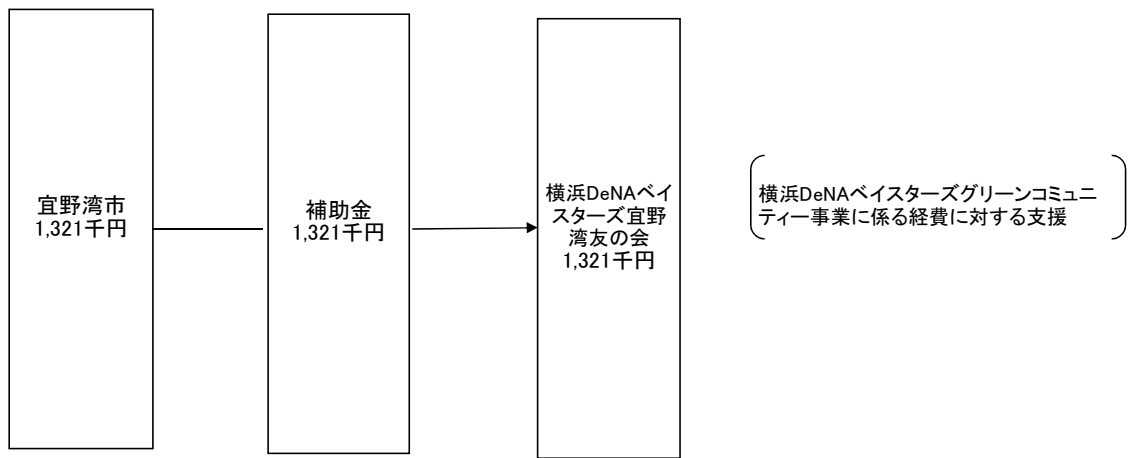 宜野湾市
1,321千円
補助金
1,321千円
横浜DeNAベイ
スターズ宜野
湾友の会
1,321千円
横浜DeNAベイスターズグリーンコミュニ
ティー事業に係る経費に対する支援